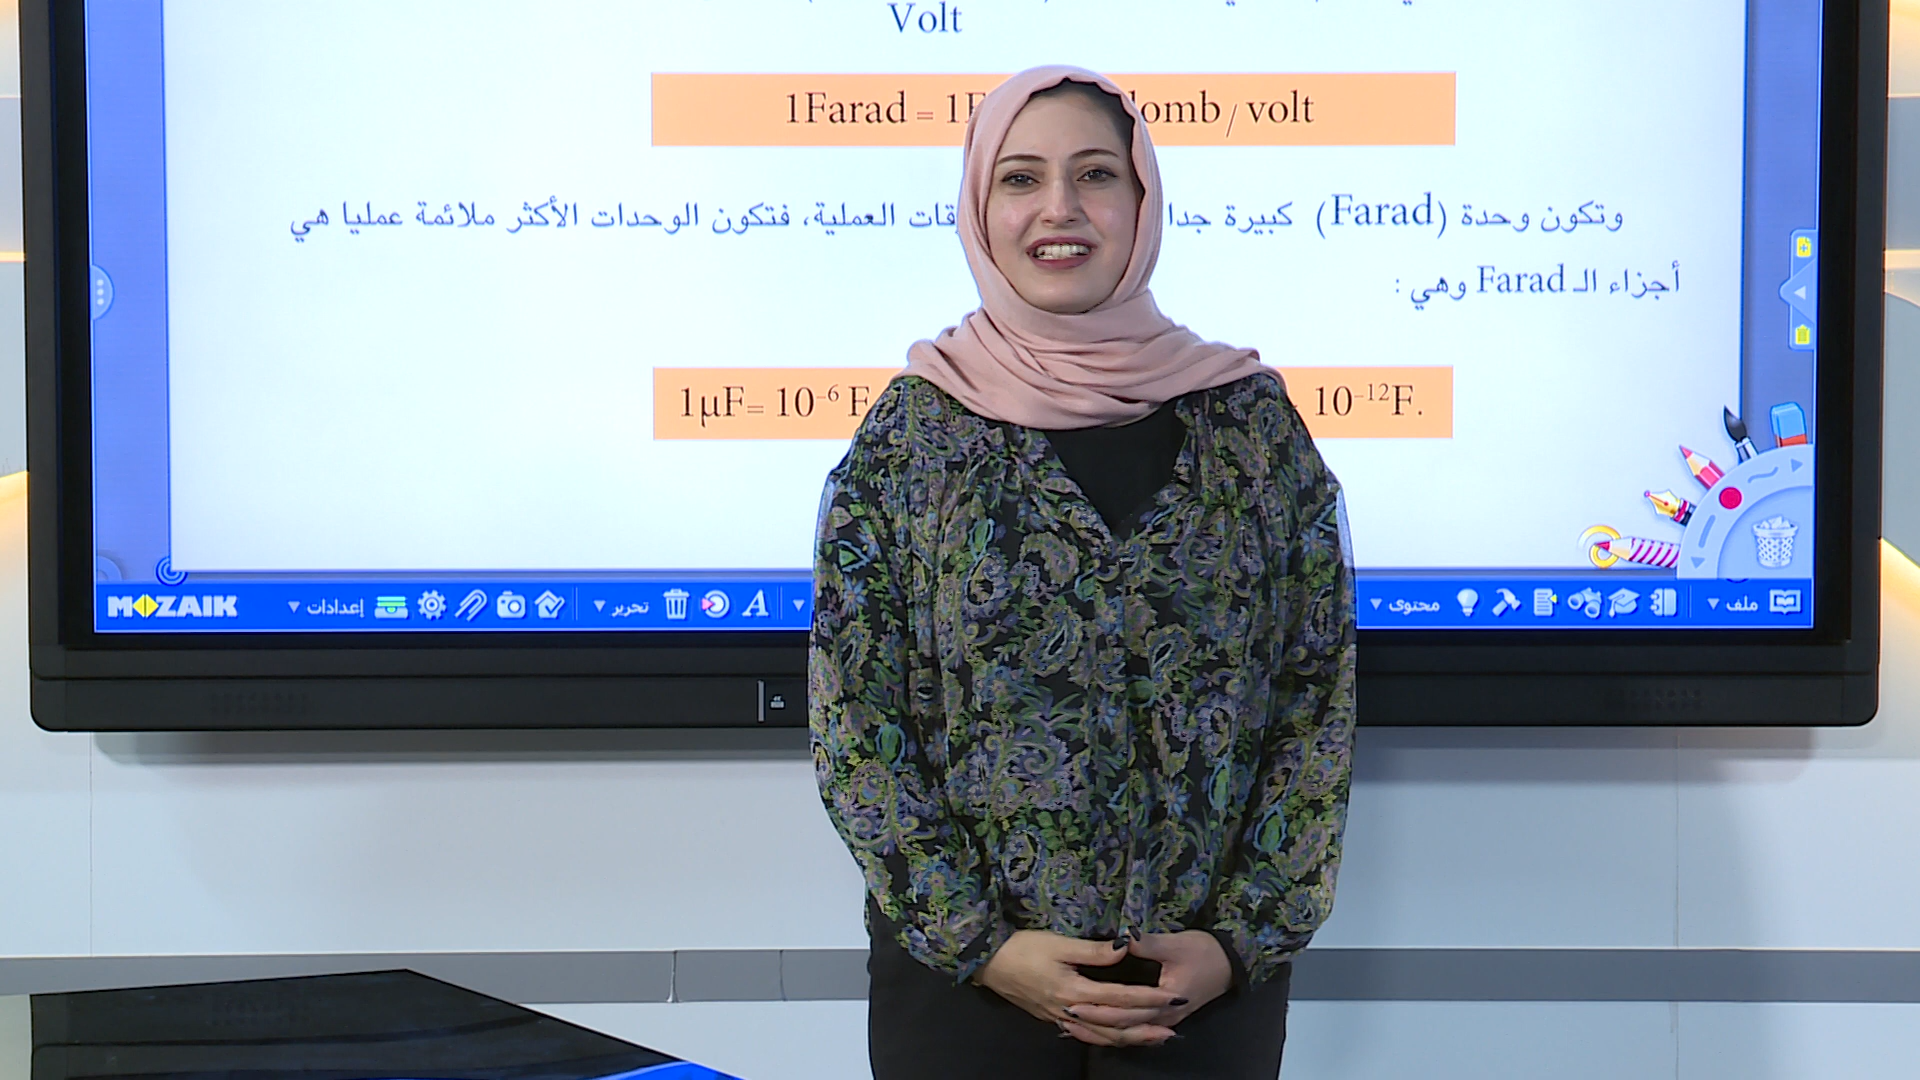 Volt
1Farad = 1F lomb / volt
وتكون وحدة (Farad) كبيرة جدا العملية، فتكون الوحدات الأكثر ملائمة عمليا هي
أجزاء الـ Farad وهي :
1μF= 10⁻⁶ F 10⁻¹²F.
MOZAIK إعدادات تحرير A محتوى ملف